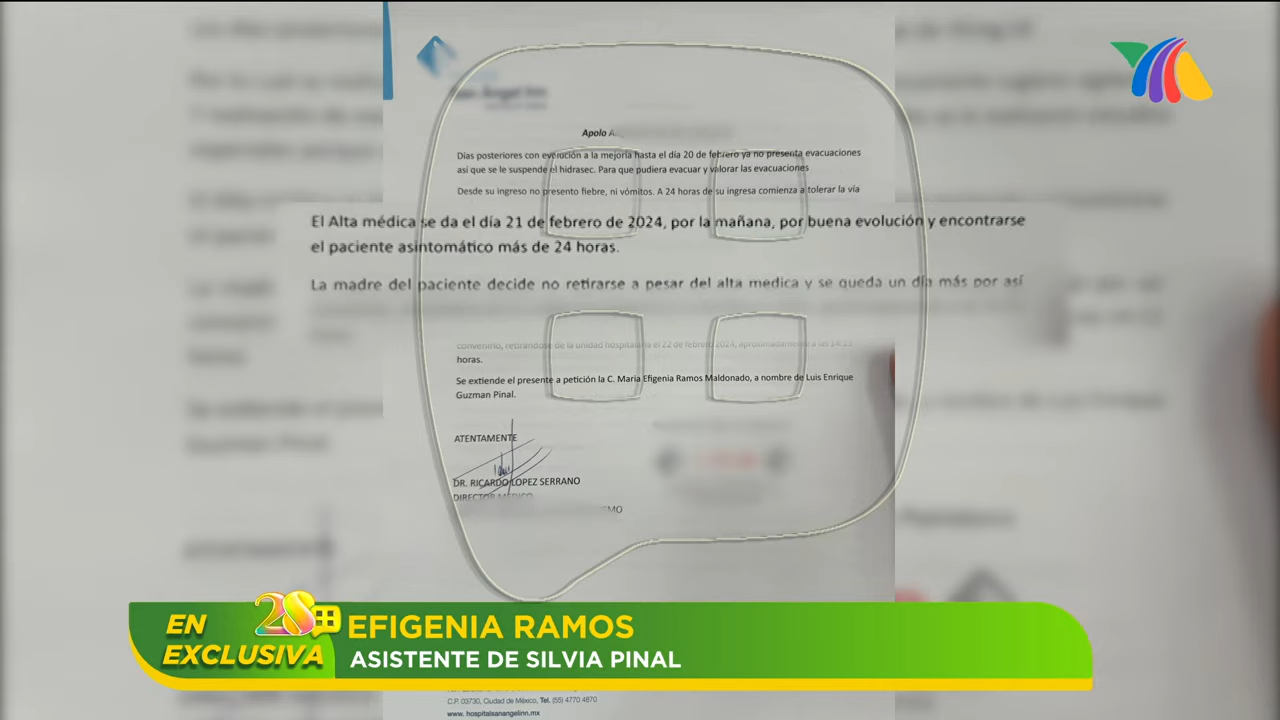 Apolo A
Días posteriores con evolución a la mejoría hasta el día 20 de febrero ya no presenta evacuaciones
así que se le suspende el hidrasec. Para que pudiera evacuar y valorar las evacuaciones
Desde su ingreso no presento fiebre, ni vómitos. A 24 horas de su ingresa comienza a tolerar la vía
El Alta médica se da el día 21 de febrero de 2024, por la mañana, por buena evolución y encontrarse
el paciente asintomático más de 24 horas.
La madre del paciente decide no retirarse a pesar del alta medica y se queda un día más por así
convenirlo, retirándose de la unidad hospitalaria el 22 de febrero 2024, aproximadamente a las 14:15
horas.
Se extiende el presente a petición la C. Maria Efigenia Ramos Maldonado, a nombre de Luis Enrique
Guzman Pinal.
ATENTAMENTE
DR. RICARDO LOPEZ SERRANO
DIRECTOR MÉDICO
EN
EXCLUSIVA
EFIGENIA RAMOS
ASISTENTE DE SILVIA PINAL
C.P. 03730, Ciudad de México, Tel. (55) 4770 4870
www. hospitalsanangelinn.mx